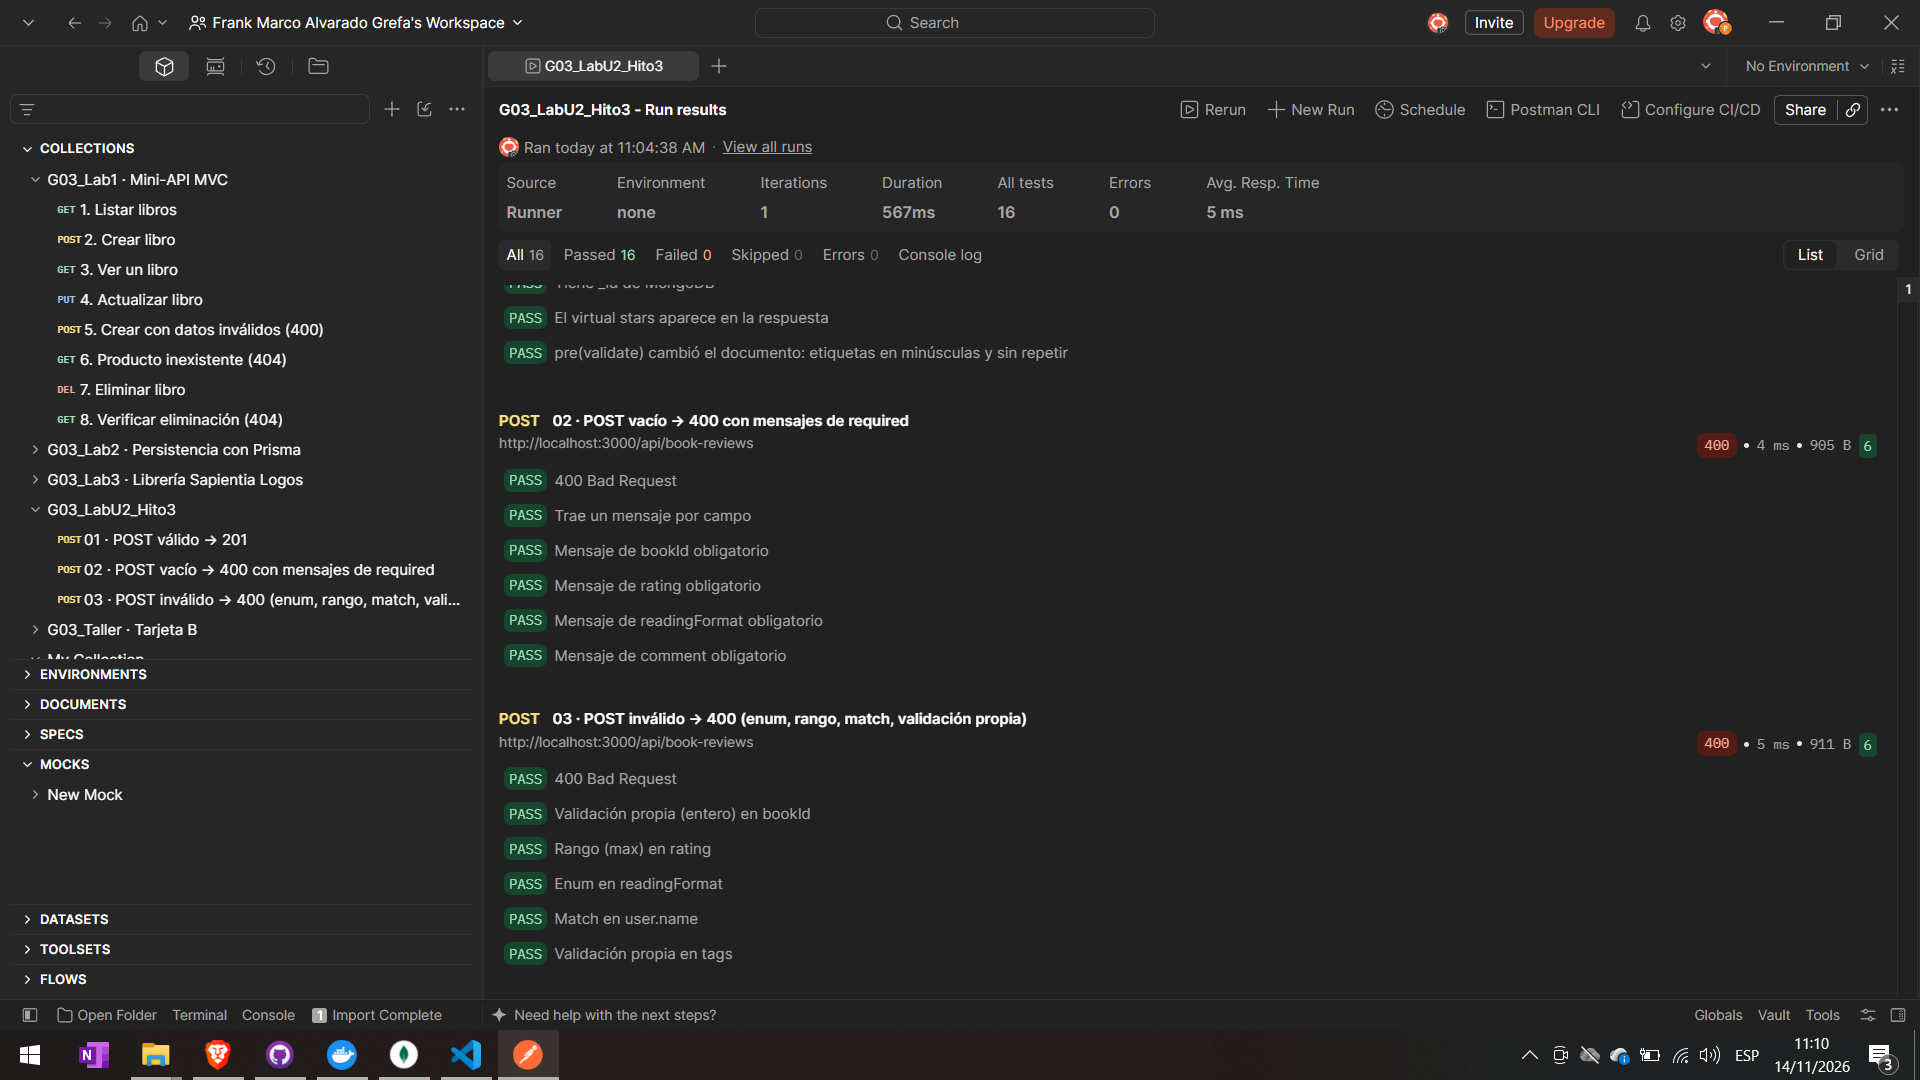 Frank Marco Alvarado Grefa's Workspace
Search
Invite
Upgrade
G03_LabU2_Hito3
No Environment
G03_LabU2_Hito3 - Run results
Rerun
New Run
Schedule
Postman CLI
Configure CI/CD
Share
Ran today at 11:04:38 AM · View all runs
Source Environment Iterations Duration All tests Errors Avg. Resp. Time
Runner none 1 567ms 16 0 5 ms
All 16 Passed 16 Failed 0 Skipped 0 Errors 0 Console log
List Grid
1
PASS Tiene _id de MongoDB
PASS El virtual stars aparece en la respuesta
PASS pre(validate) cambió el documento: etiquetas en minúsculas y sin repetir
POST 02 · POST vacío → 400 con mensajes de required
http://localhost:3000/api/book-reviews
400 • 4 ms • 905 B 6
PASS 400 Bad Request
PASS Trae un mensaje por campo
PASS Mensaje de bookId obligatorio
PASS Mensaje de rating obligatorio
PASS Mensaje de readingFormat obligatorio
PASS Mensaje de comment obligatorio
POST 03 · POST inválido → 400 (enum, rango, match, validación propia)
http://localhost:3000/api/book-reviews
400 • 5 ms • 911 B 6
PASS 400 Bad Request
PASS Validación propia (entero) en bookId
PASS Rango (max) en rating
PASS Enum en readingFormat
PASS Match en user.name
PASS Validación propia en tags
COLLECTIONS
G03_Lab1 · Mini-API MVC
GET 1. Listar libros
POST 2. Crear libro
GET 3. Ver un libro
PUT 4. Actualizar libro
POST 5. Crear con datos inválidos (400)
GET 6. Producto inexistente (404)
DEL 7. Eliminar libro
GET 8. Verificar eliminación (404)
G03_Lab2 · Persistencia con Prisma
G03_Lab3 · Librería Sapientia Logos
G03_LabU2_Hito3
POST 01 · POST válido → 201
POST 02 · POST vacío → 400 con mensajes de required
POST 03 · POST inválido → 400 (enum, rango, match, vali...
G03_Taller · Tarjeta B
My Collection
ENVIRONMENTS
DOCUMENTS
SPECS
MOCKS
New Mock
DATASETS
TOOLSETS
FLOWS
Open Folder Terminal Console 1 Import Complete
Need help with the next steps?
Globals Vault Tools
N
ESP
11:10
14/11/2026
3